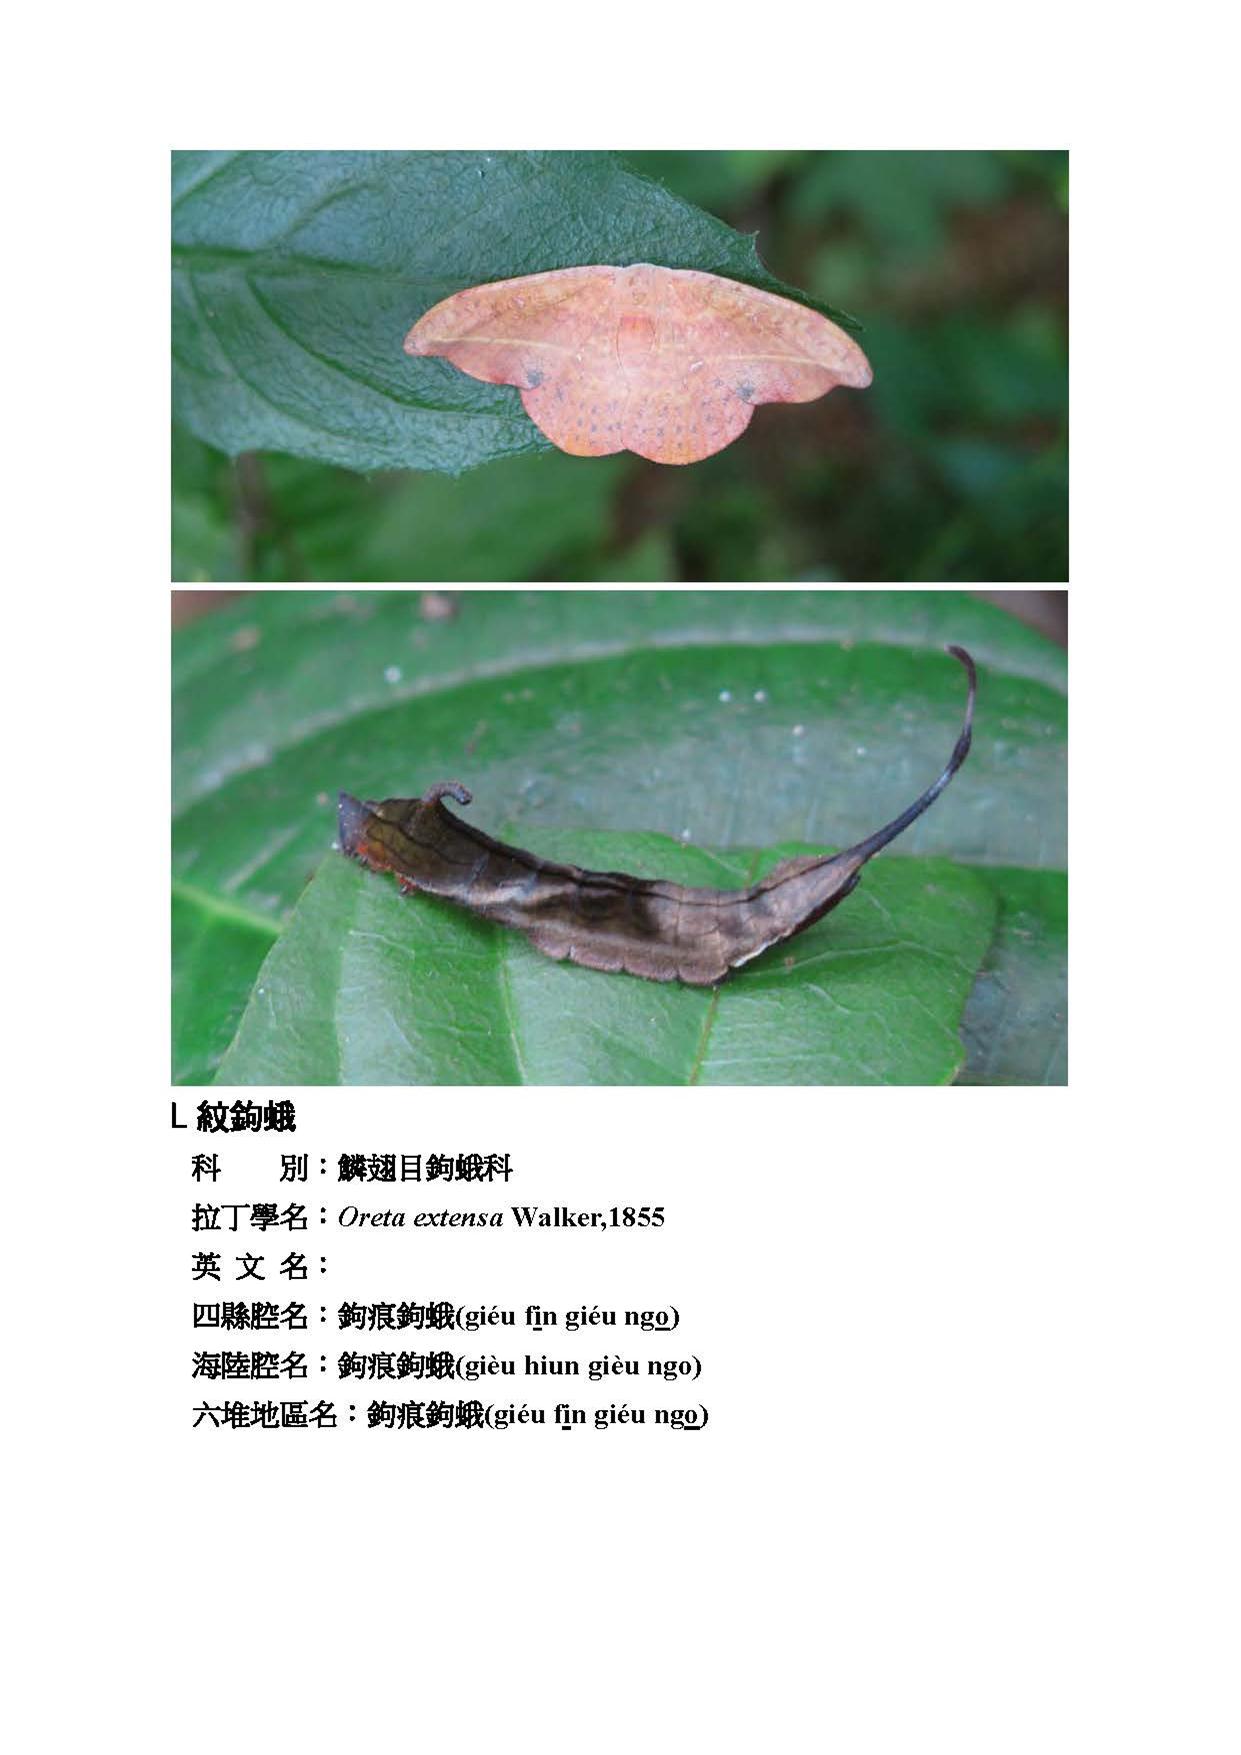 L 紋鉤蛾
科　　別：鱗翅目鉤蛾科
拉丁學名：Oreta extensa Walker,1855
英 文 名：
四縣腔名：鉤痕鉤蛾(giéu fi̲n giéu ngo̲)
海陸腔名：鉤痕鉤蛾(gièu hiun gièu ngo)
六堆地區名：鉤痕鉤蛾(giéu fi̲n giéu ngo̲)